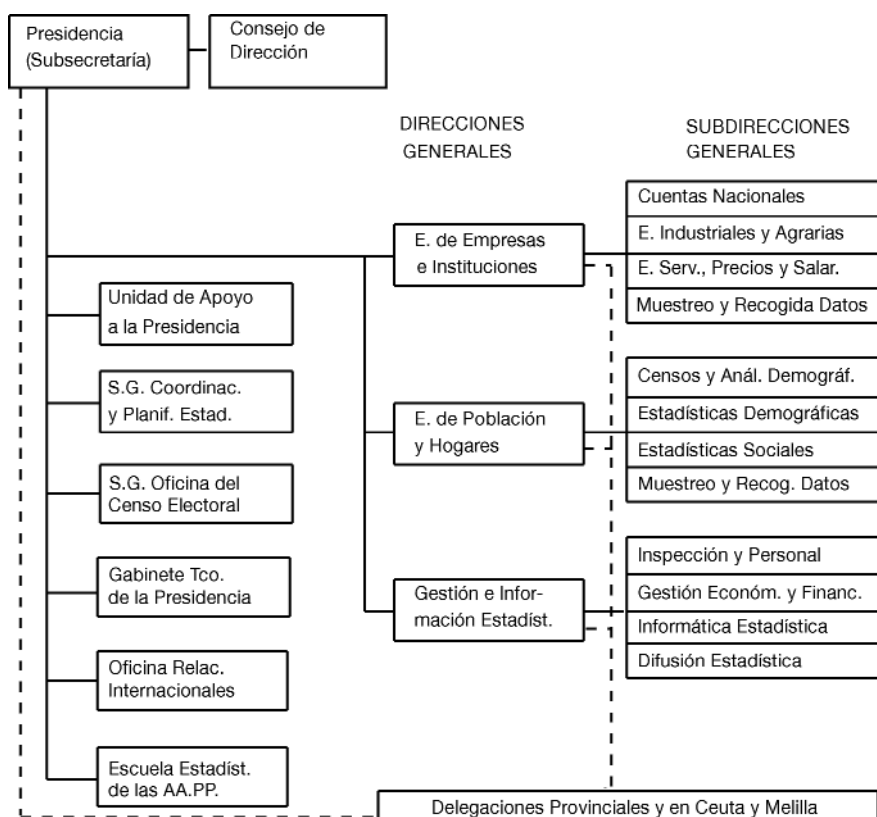 Presidencia
(Subsecretaría)
Consejo de
Dirección
DIRECCIONES
GENERALES
SUBDIRECCIONES
GENERALES
E. de Empresas
e Instituciones
Cuentas Nacionales
E. Industriales y Agrarias
E. Serv., Precios y Salar.
Muestreo y Recogida Datos
Unidad de Apoyo
a la Presidencia
S.G. Coordinac.
y Planif. Estad.
S.G. Oficina del
Censo Electoral
Gabinete Tco.
de la Presidencia
Oficina Relac.
Internacionales
Escuela Estadíst.
de las AA.PP.
E. de Población
y Hogares
Censos y Anál. Demográf.
Estadísticas Demográficas
Estadísticas Sociales
Muestreo y Recog. Datos
Gestión e Infor-
mación Estadíst.
Inspección y Personal
Gestión Económ. y Financ.
Informática Estadística
Difusión Estadística
Delegaciones Provinciales y en Ceuta y Melilla